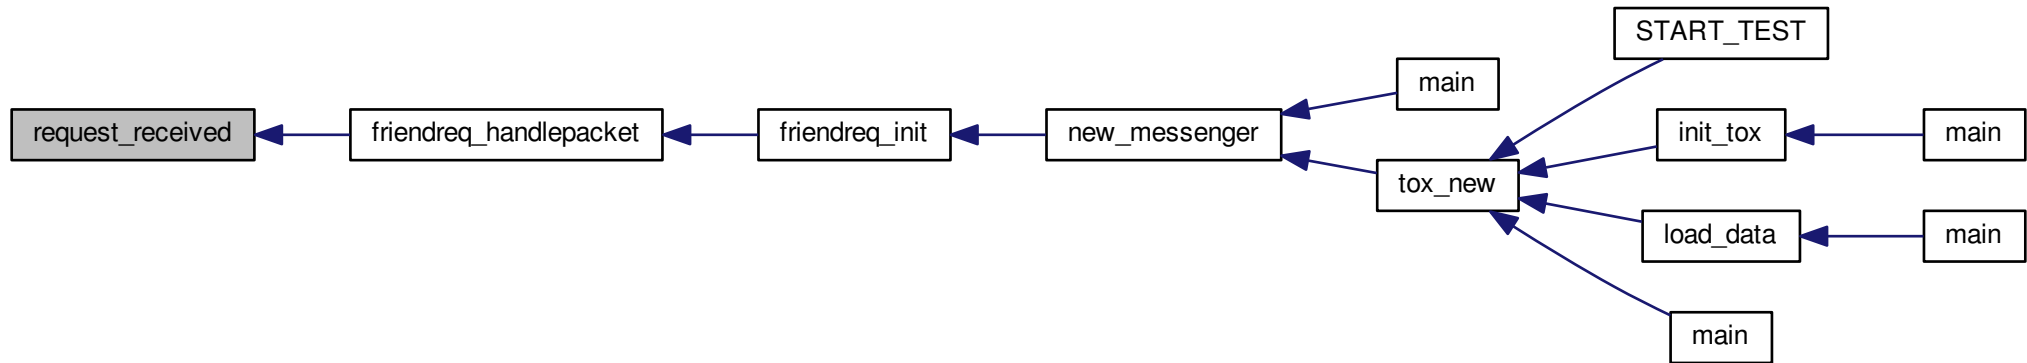 START_TEST
main
request_received
friendreq_handlepacket
friendreq_init
new_messenger
init_tox
main
tox_new
load_data
main
main